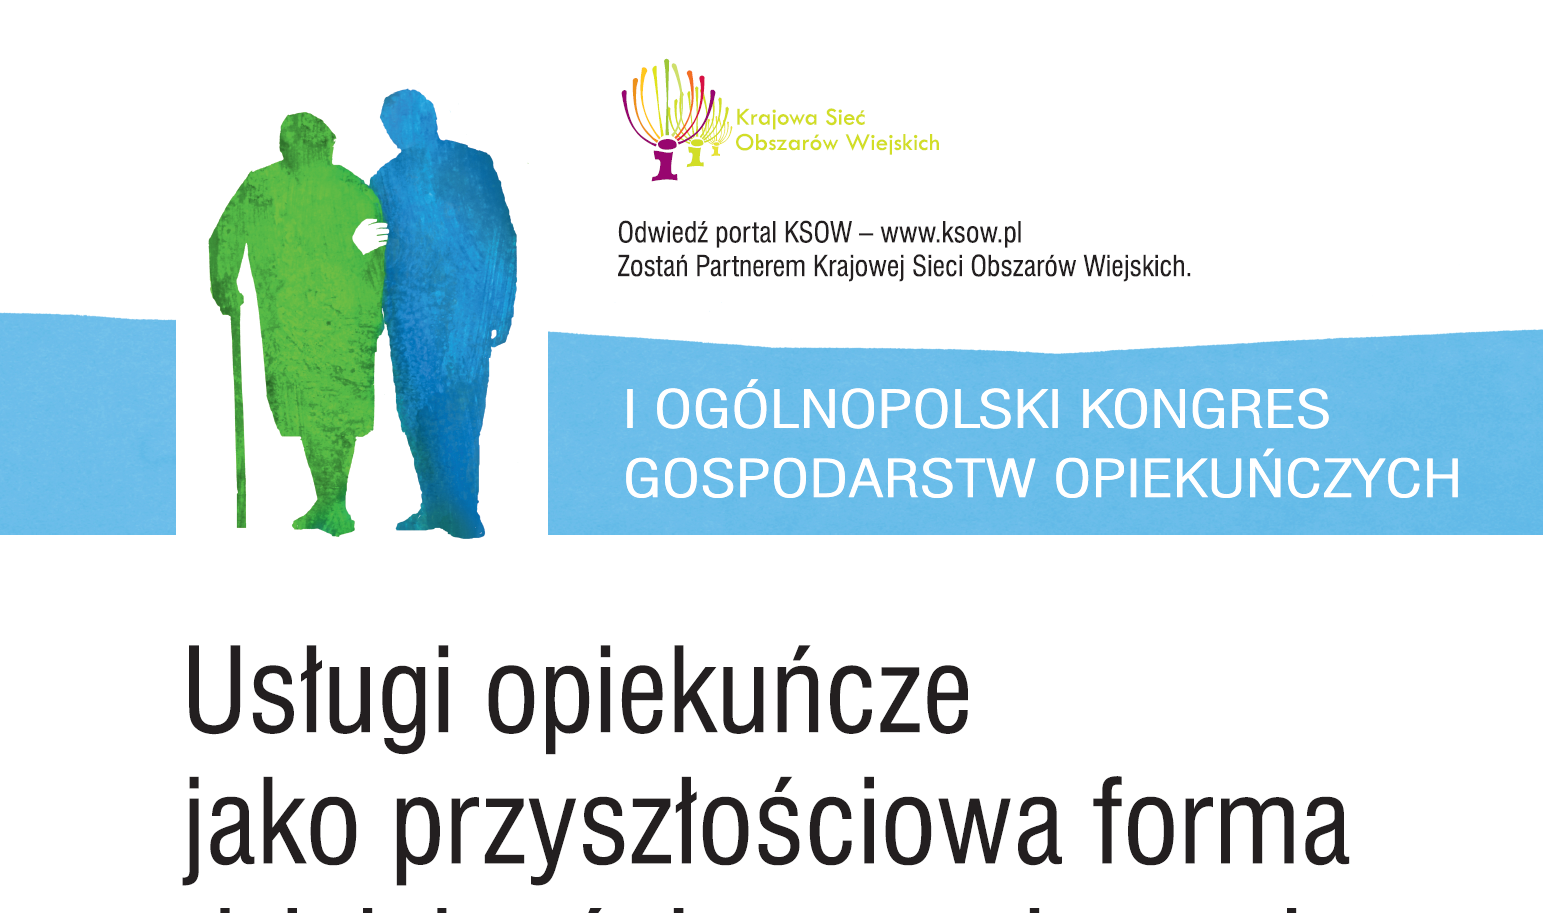 Krajowa Sieć
Obszarów Wiejskich
Odwiedź portal KSOW – www.ksow.pl
Zostań Partnerem Krajowej Sieci Obszarów Wiejskich.
I OGÓLNOPOLSKI KONGRES
GOSPODARSTW OPIEKUŃCZYCH
Usługi opiekuńcze
jako przyszłościowa forma